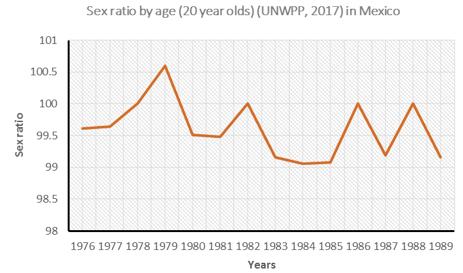 Sex ratio by age (20 year olds) (UNWPP, 2017) in Mexico
101
100.5
100
99.5
99
98.5
98
Sex ratio
1976 1977 1978 1979 1980 1981 1982 1983 1984 1985 1986 1987 1988 1989
Years